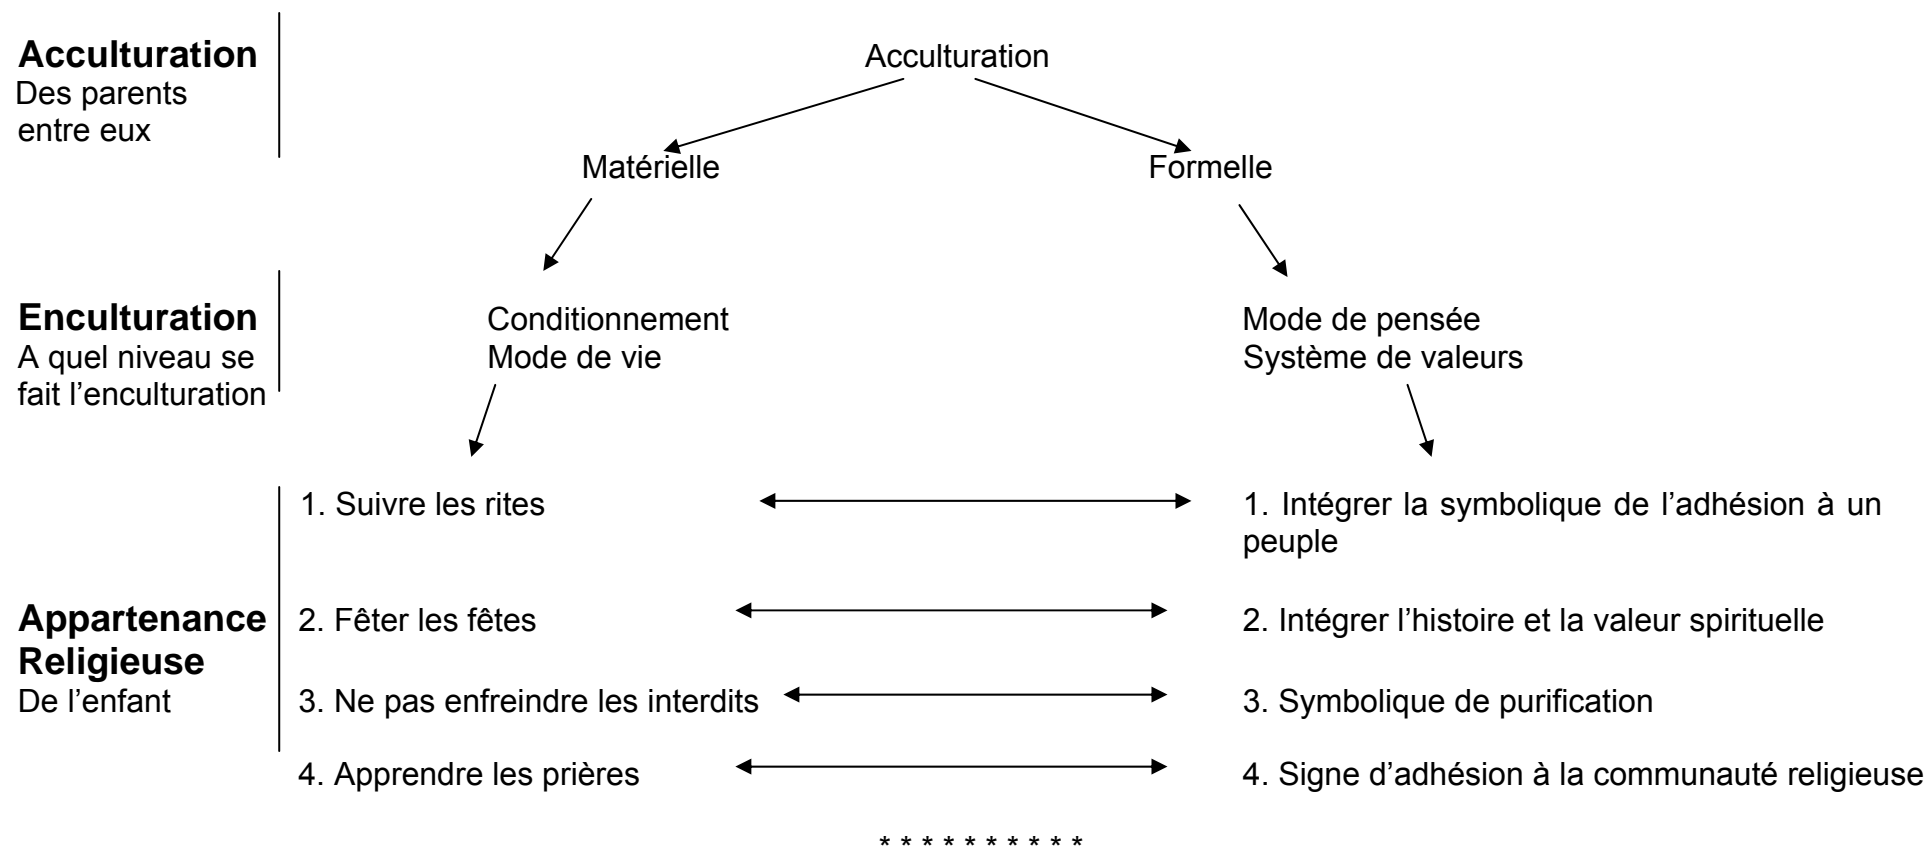 Acculturation
Des parents
entre eux
Acculturation
Matérielle
Formelle
Enculturation
A quel niveau se
fait l’enculturation
Conditionnement
Mode de vie
Mode de pensée
Système de valeurs
Appartenance
Religieuse
De l’enfant
1. Suivre les rites
1. Intégrer la symbolique de l’adhésion à un
peuple
2. Fêter les fêtes
2. Intégrer l’histoire et la valeur spirituelle
3. Ne pas enfreindre les interdits
3. Symbolique de purification
4. Apprendre les prières
4. Signe d’adhésion à la communauté religieuse
* * * * * * * * * *